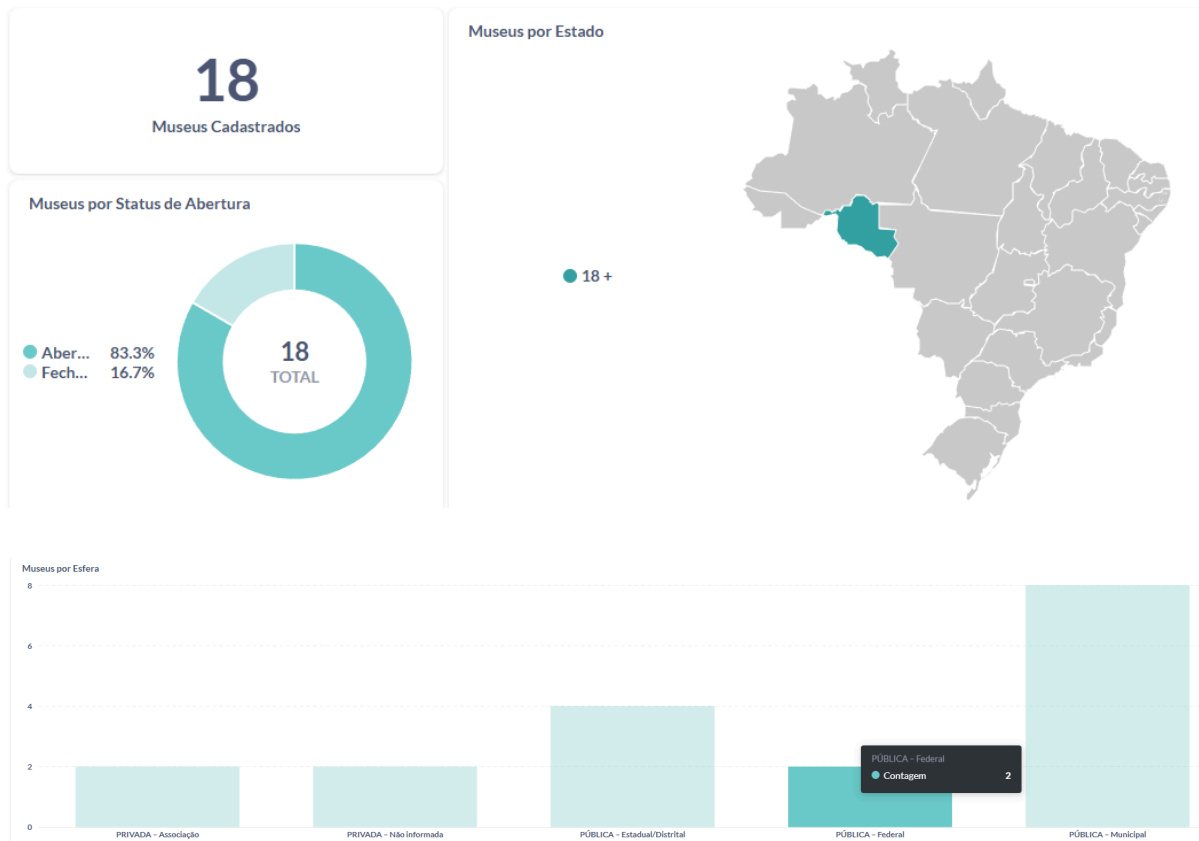 18
Museus Cadastrados
Museus por Estado
18 +
Museus por Status de Abertura
Aber... 83.3%
Fech... 16.7%
18
TOTAL
Museus por Esfera
8
6
4
2
0
PÚBLICA – Federal
Contagem 2
PRIVADA – Associação
PRIVADA – Não informada
PÚBLICA – Estadual/Distrital
PÚBLICA – Federal
PÚBLICA – Municipal